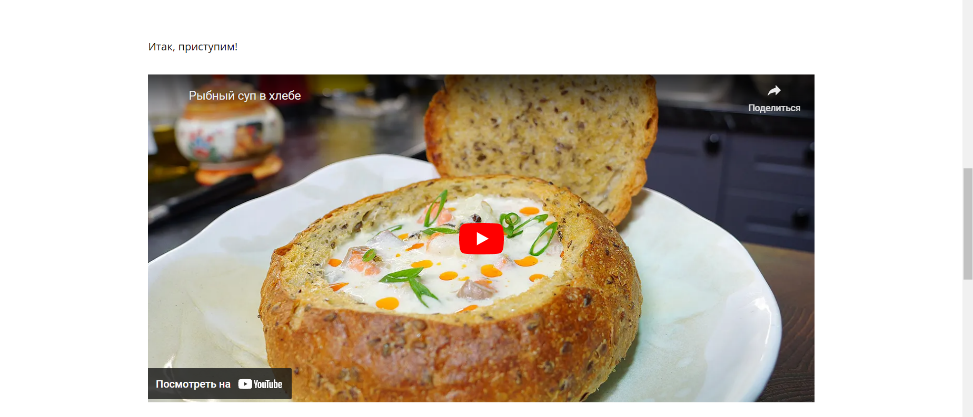 Итак, приступим!
Рыбный суп в хлебе
Поделиться
Посмотреть на YouTube